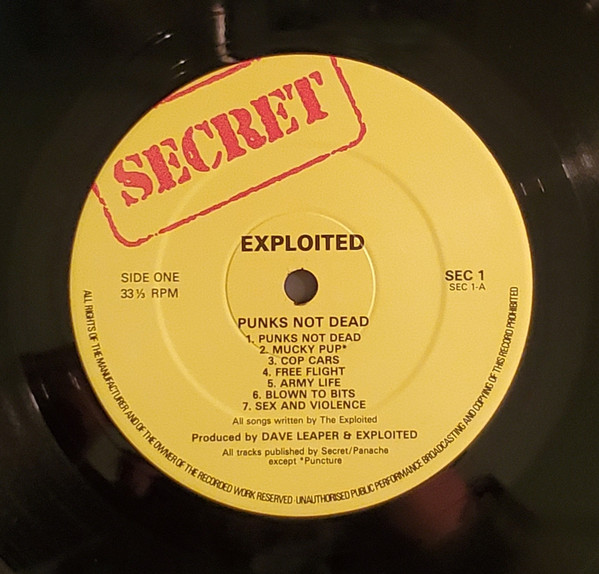 SECRET
EXPLOITED
SIDE ONE
33⅓ RPM
SEC 1
SEC 1-A
PUNKS NOT DEAD
1. PUNKS NOT DEAD
2. MUCKY PUP*
3. COP CARS
4. FREE FLIGHT
5. ARMY LIFE
6. BLOWN TO BITS
7. SEX AND VIOLENCE
All songs written by The Exploited
Produced by DAVE LEAPER & EXPLOITED
All tracks published by Secret/Panache
except *Puncture
ALL RIGHTS OF THE MANUFACTURER AND OF THE OWNER OF THE RECORDED WORK RESERVED · UNAUTHORISED PUBLIC PERFORMANCE BROADCASTING AND COPYING OF THIS RECORD PROHIBITED